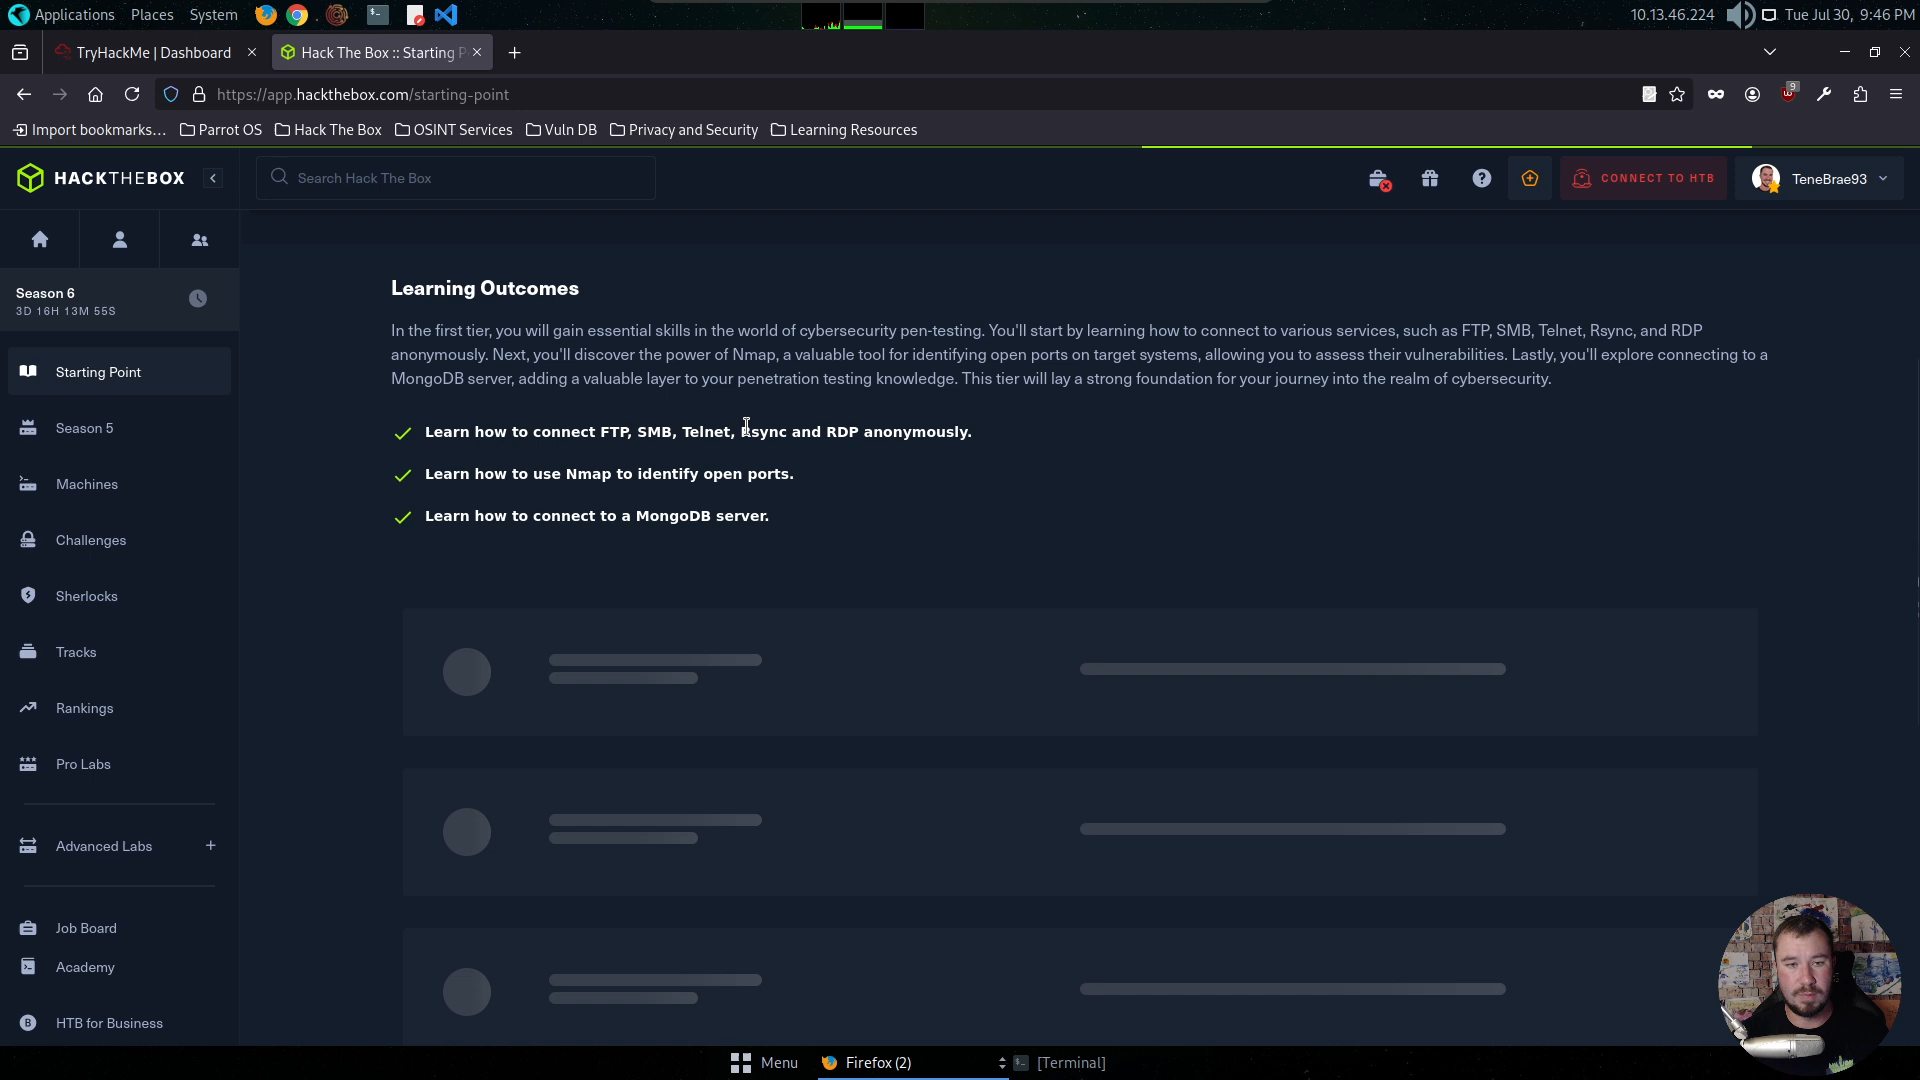 Applications Places System
10.13.46.224 Tue Jul 30, 9:46 PM
TryHackMe | Dashboard
Hack The Box :: Starting P
https://app.hackthebox.com/starting-point
9
Import bookmarks... Parrot OS Hack The Box OSINT Services Vuln DB Privacy and Security Learning Resources
HACKTHEBOX
Search Hack The Box
CONNECT TO HTB
TeneBrae93
Season 6
3D 16H 13M 55S
Starting Point
Season 5
Machines
Challenges
Sherlocks
Tracks
Rankings
Pro Labs
Advanced Labs +
Job Board
Academy
B HTB for Business
Learning Outcomes
In the first tier, you will gain essential skills in the world of cybersecurity pen-testing. You'll start by learning how to connect to various services, such as FTP, SMB, Telnet, Rsync, and RDP
anonymously. Next, you'll discover the power of Nmap, a valuable tool for identifying open ports on target systems, allowing you to assess their vulnerabilities. Lastly, you'll explore connecting to a
MongoDB server, adding a valuable layer to your penetration testing knowledge. This tier will lay a strong foundation for your journey into the realm of cybersecurity.
Learn how to connect FTP, SMB, Telnet, Rsync and RDP anonymously.
Learn how to use Nmap to identify open ports.
Learn how to connect to a MongoDB server.
Menu Firefox (2) [Terminal]